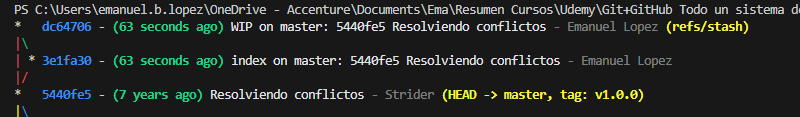 PS C:\Users\emanuel.b.lopez\OneDrive - Accenture\Documents\Ema\Resumen Cursos\Udemy\Git+GitHub Todo un sistema de
* dc64706 - (63 seconds ago) WIP on master: 5440fe5 Resolviendo conflictos - Emanuel Lopez (refs/stash)
|\
| * 3e1fa30 - (63 seconds ago) index on master: 5440fe5 Resolviendo conflictos - Emanuel Lopez
|/
* 5440fe5 - (7 years ago) Resolviendo conflictos - Strider (HEAD -> master, tag: v1.0.0)
|\